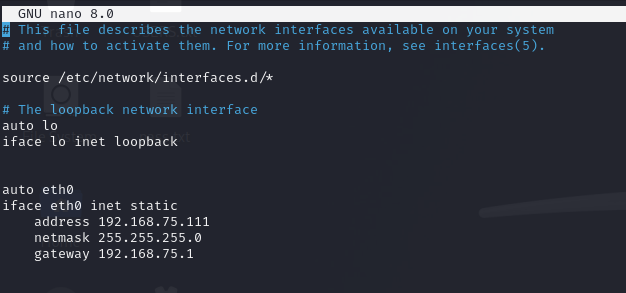 GNU nano 8.0
# This file describes the network interfaces available on your system
# and how to activate them. For more information, see interfaces(5).
source /etc/network/interfaces.d/*
# The loopback network interface
auto lo
iface lo inet loopback
auto eth0
iface eth0 inet static
address 192.168.75.111
netmask 255.255.255.0
gateway 192.168.75.1